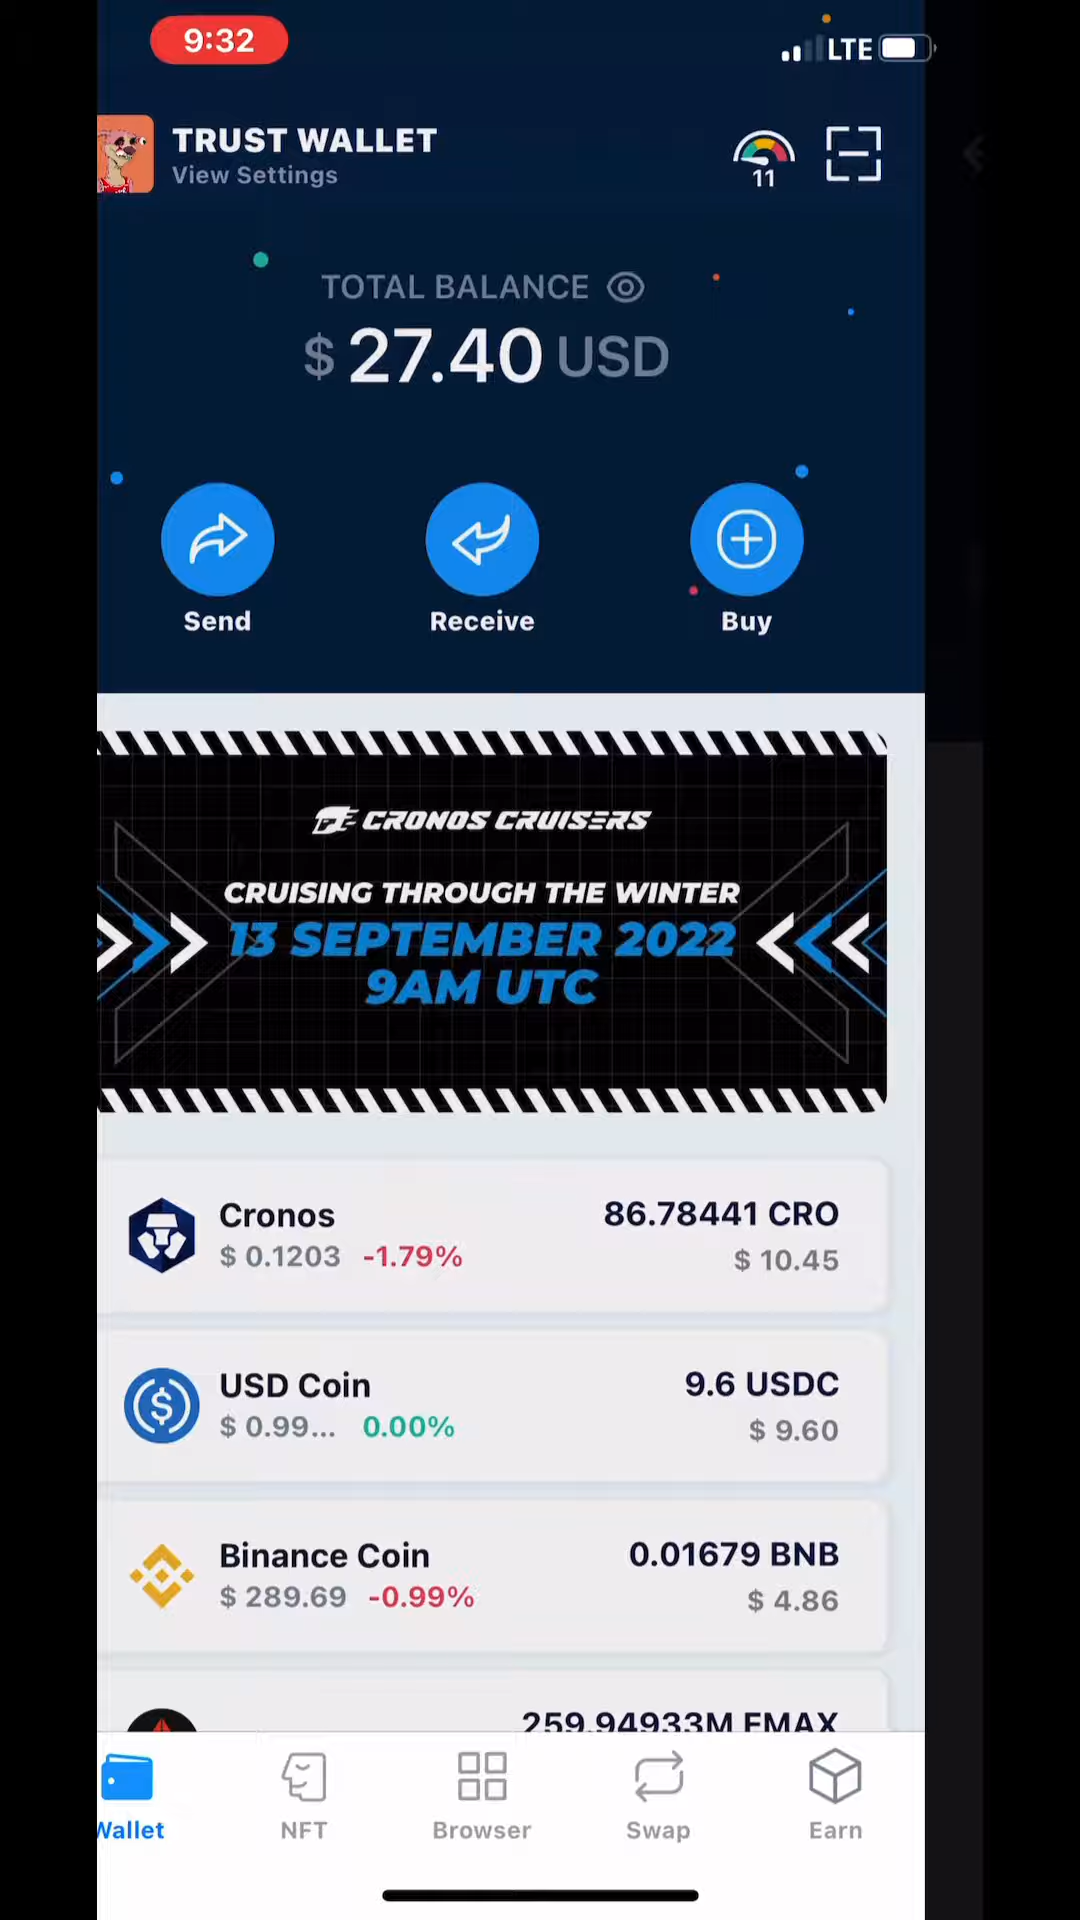 9:32
LTE
TRUST WALLET
View Settings
11
TOTAL BALANCE
$ 27.40 USD
Send
Receive
Buy
CRONOS CRUISERS
CRUISING THROUGH THE WINTER
13 SEPTEMBER 2022
9AM UTC
Cronos
86.78441 CRO
$ 0.1203 -1.79%
$ 10.45
USD Coin
9.6 USDC
$ 0.99... 0.00%
$ 9.60
Binance Coin
0.01679 BNB
$ 289.69 -0.99%
$ 4.86
259.94933M EMAX
Wallet
NFT
Browser
Swap
Earn